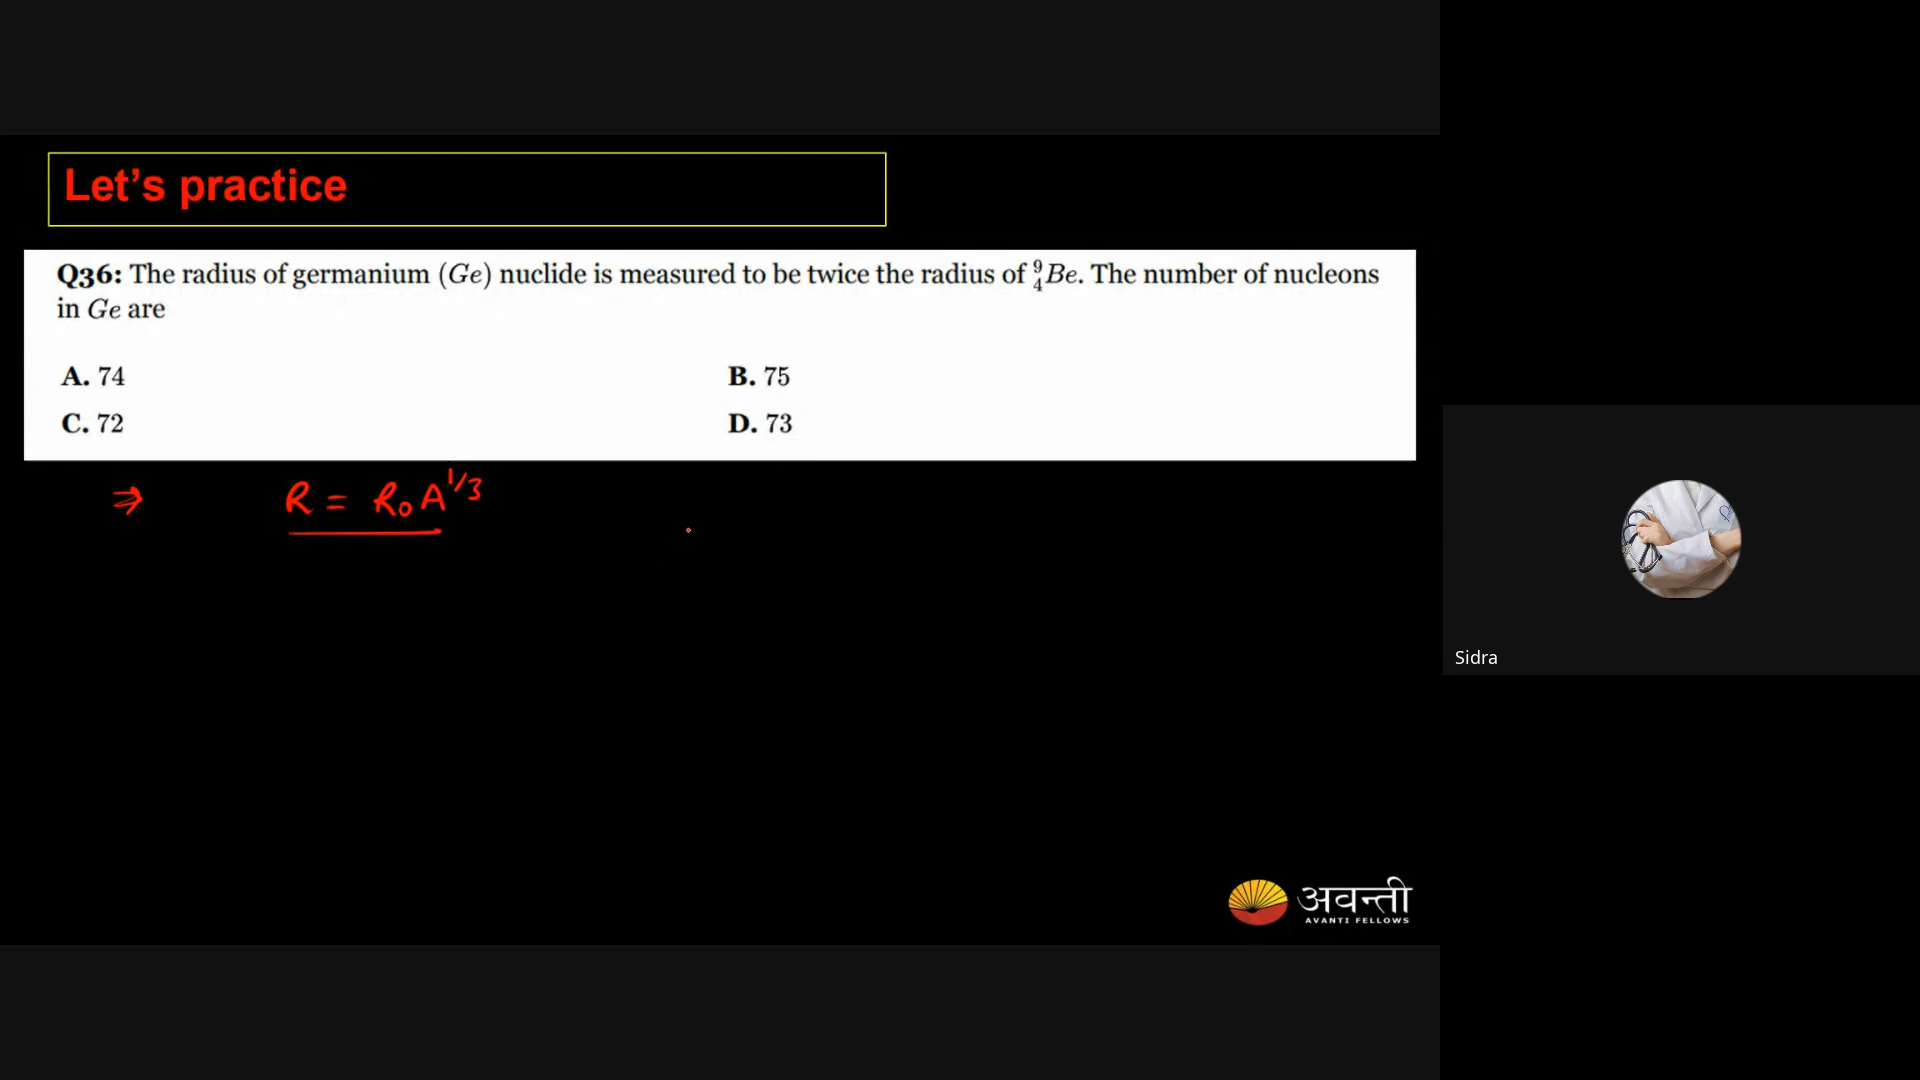 Let's practice
Q36: The radius of germanium (Ge) nuclide is measured to be twice the radius of ⁹₄Be. The number of nucleons
in Ge are
A. 74
B. 75
C. 72
D. 73
⇒ R = R₀A^1/3
Sidra
अवन्ती
AVANTI FELLOWS